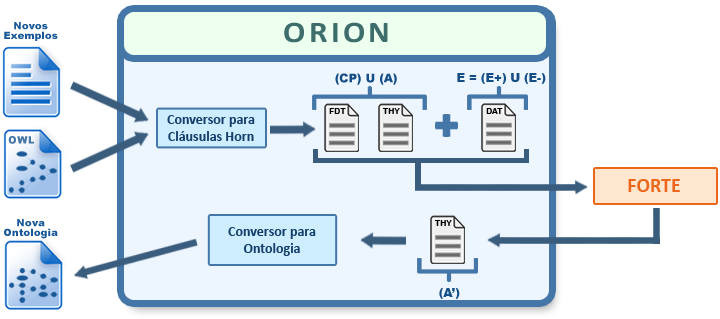 Novos
Exemplos
ORION
(CP) U (A)
E = (E+) U (E-)
FDT
THY
DAT
Conversor para
Cláusulas Horn
OWL
FORTE
Nova
Ontologia
Conversor para
Ontologia
THY
(A’)